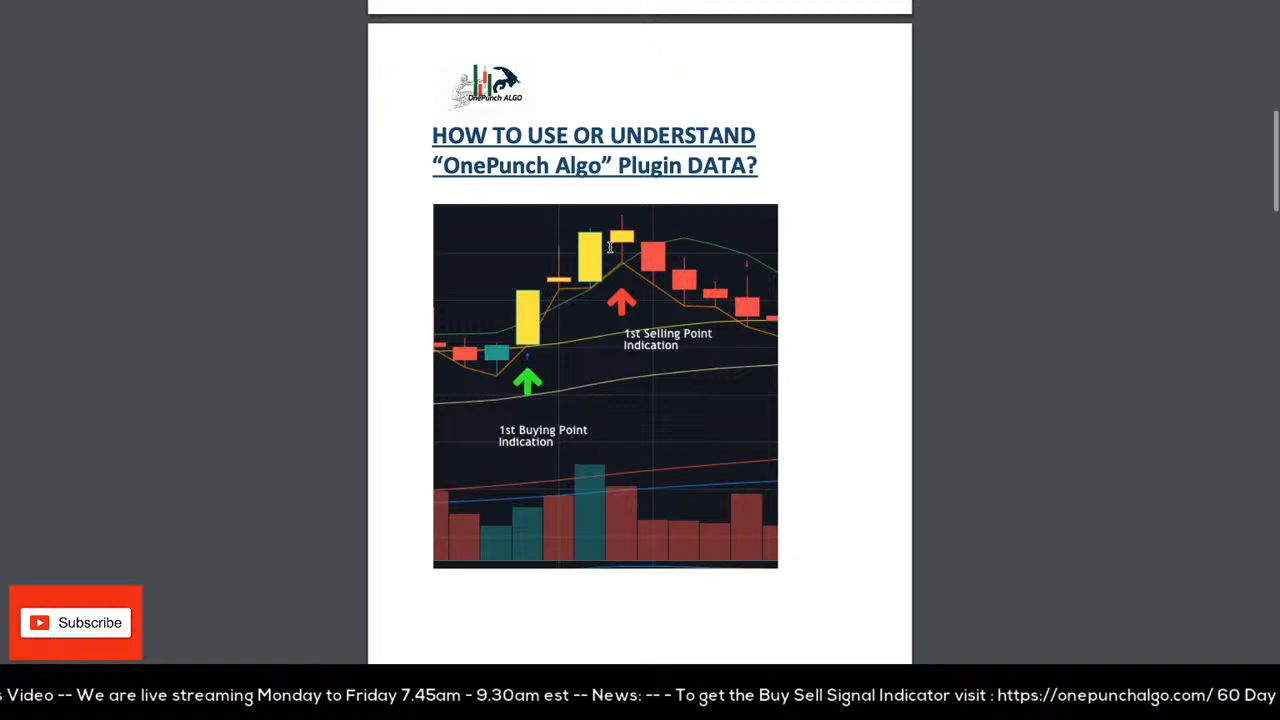 OnePunch ALGO
HOW TO USE OR UNDERSTAND
“OnePunch Algo” Plugin DATA?
1st Selling Point
Indication
1st Buying Point
Indication
Subscribe
s Video -- We are live streaming Monday to Friday 7.45am - 9.30am est -- News: -- - To get the Buy Sell Signal Indicator visit : https://onepunchalgo.com/ 60 Day